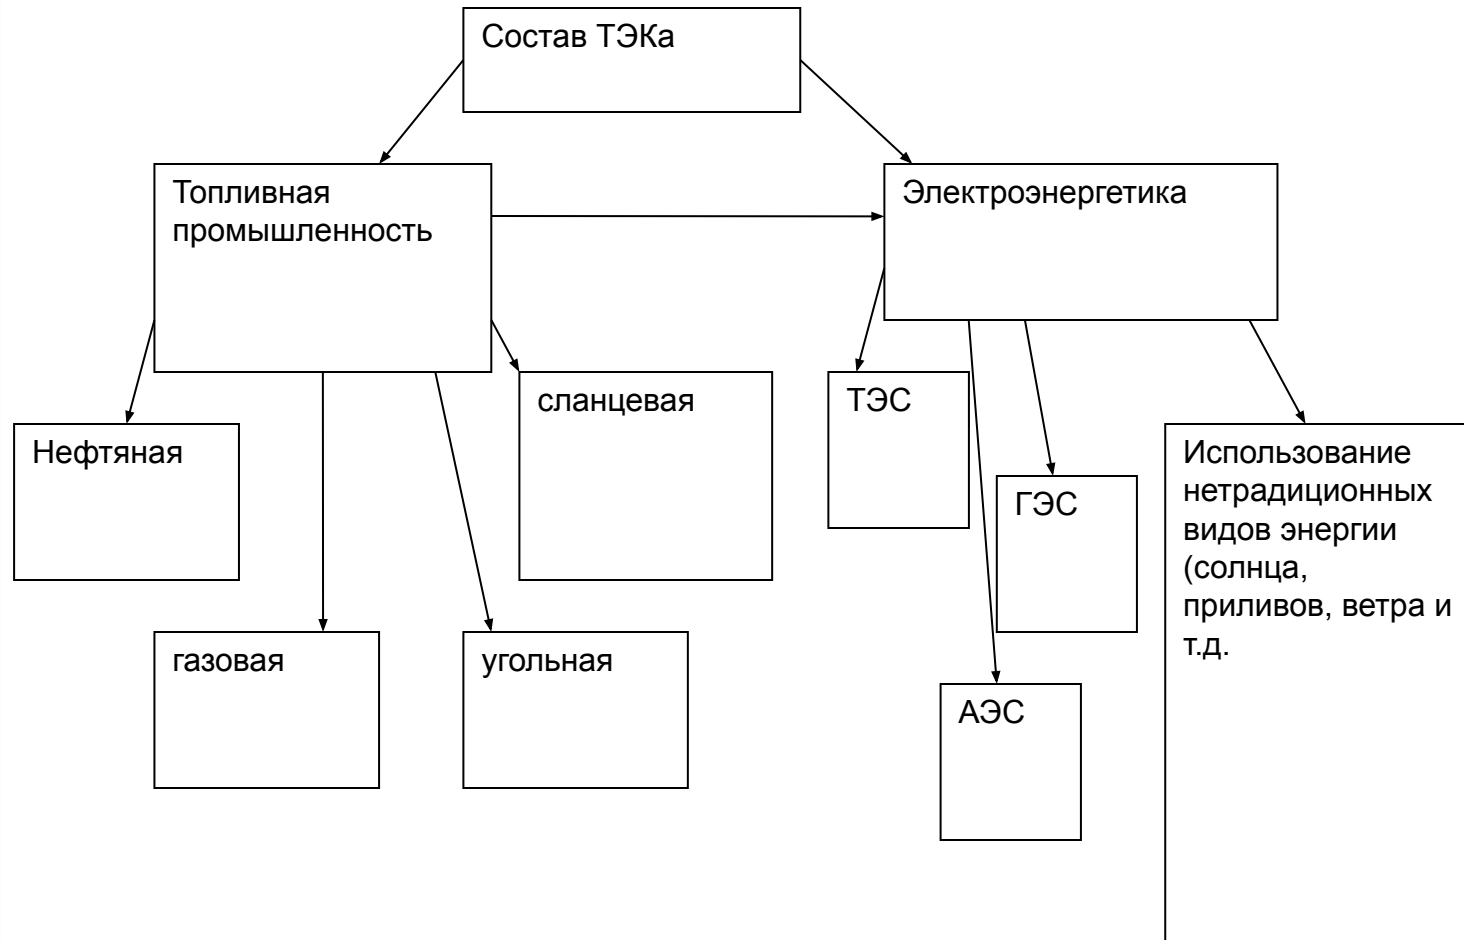 Состав ТЭКа
Топливная
промышленность
Электроэнергетика
Нефтяная
газовая
угольная
сланцевая
ТЭС
АЭС
ГЭС
Использование
нетрадиционных
видов энергии
(солнца,
приливов, ветра и
т.д.